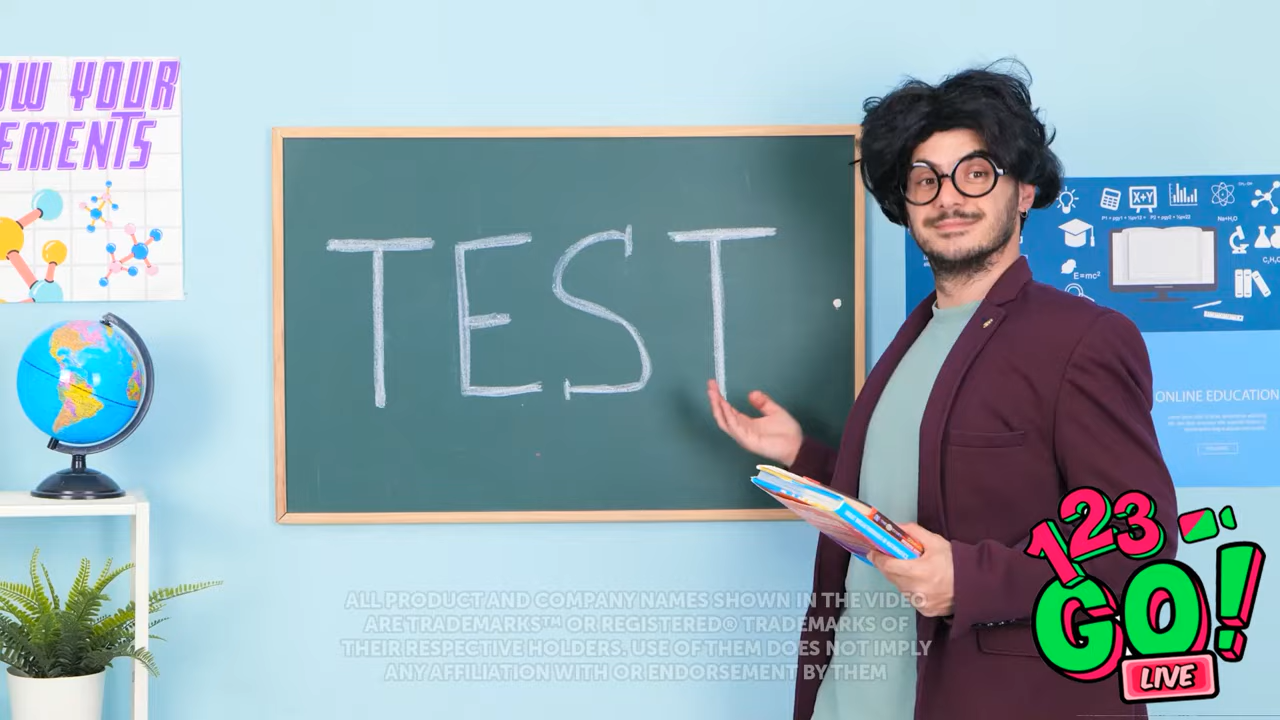 OW YOUR
EMENTS
TEST
X+Y
E=mc²
ONLINE EDUCATION
123
GO!
LIVE
ALL PRODUCT AND COMPANY NAMES SHOWN IN THE VIDEO
ARE TRADEMARKS™ OR REGISTERED® TRADEMARKS OF
THEIR RESPECTIVE HOLDERS. USE OF THEM DOES NOT IMPLY
ANY AFFILIATION WITH OR ENDORSEMENT BY THEM